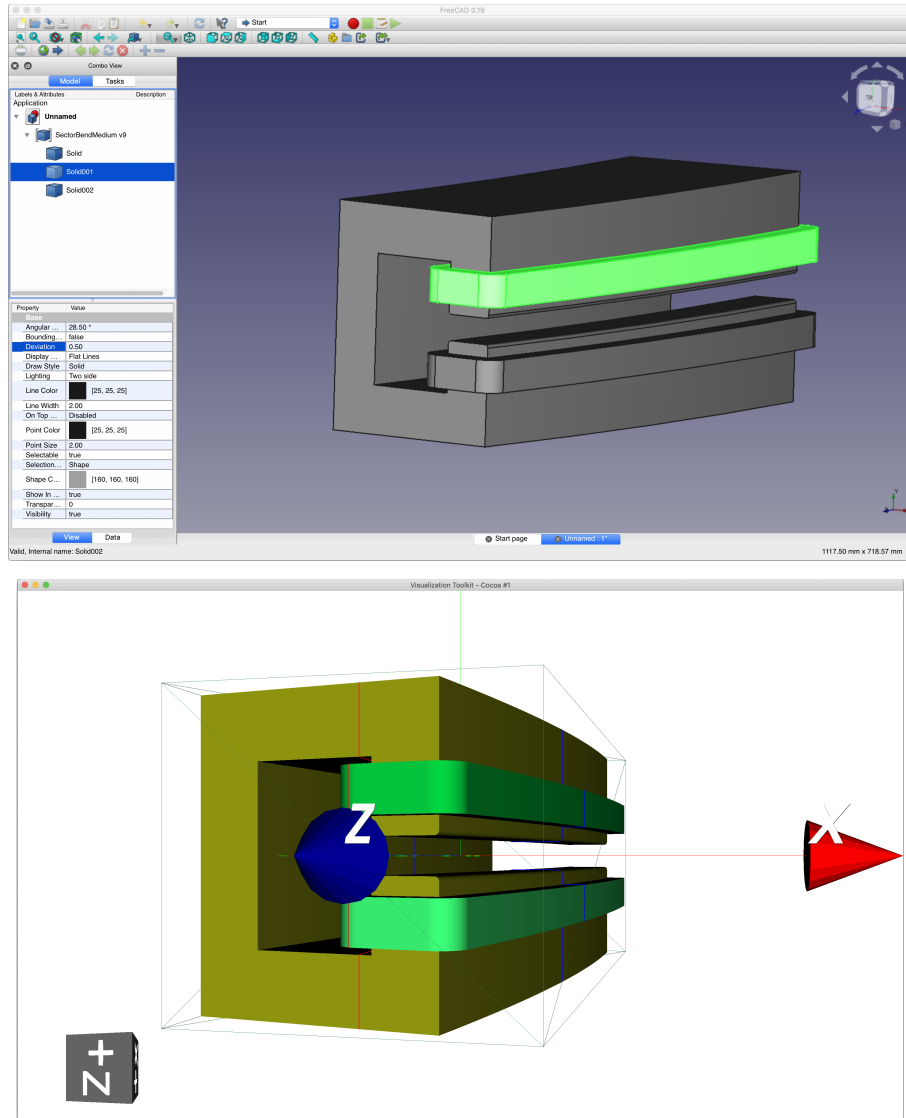 FreeCAD 0.19
Start
Combo View
Model Tasks
Labels & Attributes Description
Application
Unnamed
SectorBendMedium v9
Solid
Solid001
Solid002
Property Value
Base
Angular ... 28.50 °
Bounding... false
Deviation 0.50
Display ... Flat Lines
Draw Style Solid
Lighting Two side
Line Color [25, 25, 25]
Line Width 2.00
On Top ... Disabled
Point Color [25, 25, 25]
Point Size 2.00
Selectable true
Selection... Shape
Shape C... [160, 160, 160]
Show In ... true
Transpar... 0
Visibility true
View Data
Start page Unnamed : 1*
Valid, Internal name: Solid002 1117.50 mm x 718.57 mm
Y
Visualization Toolkit - Cocoa #1
Z
X
+Z